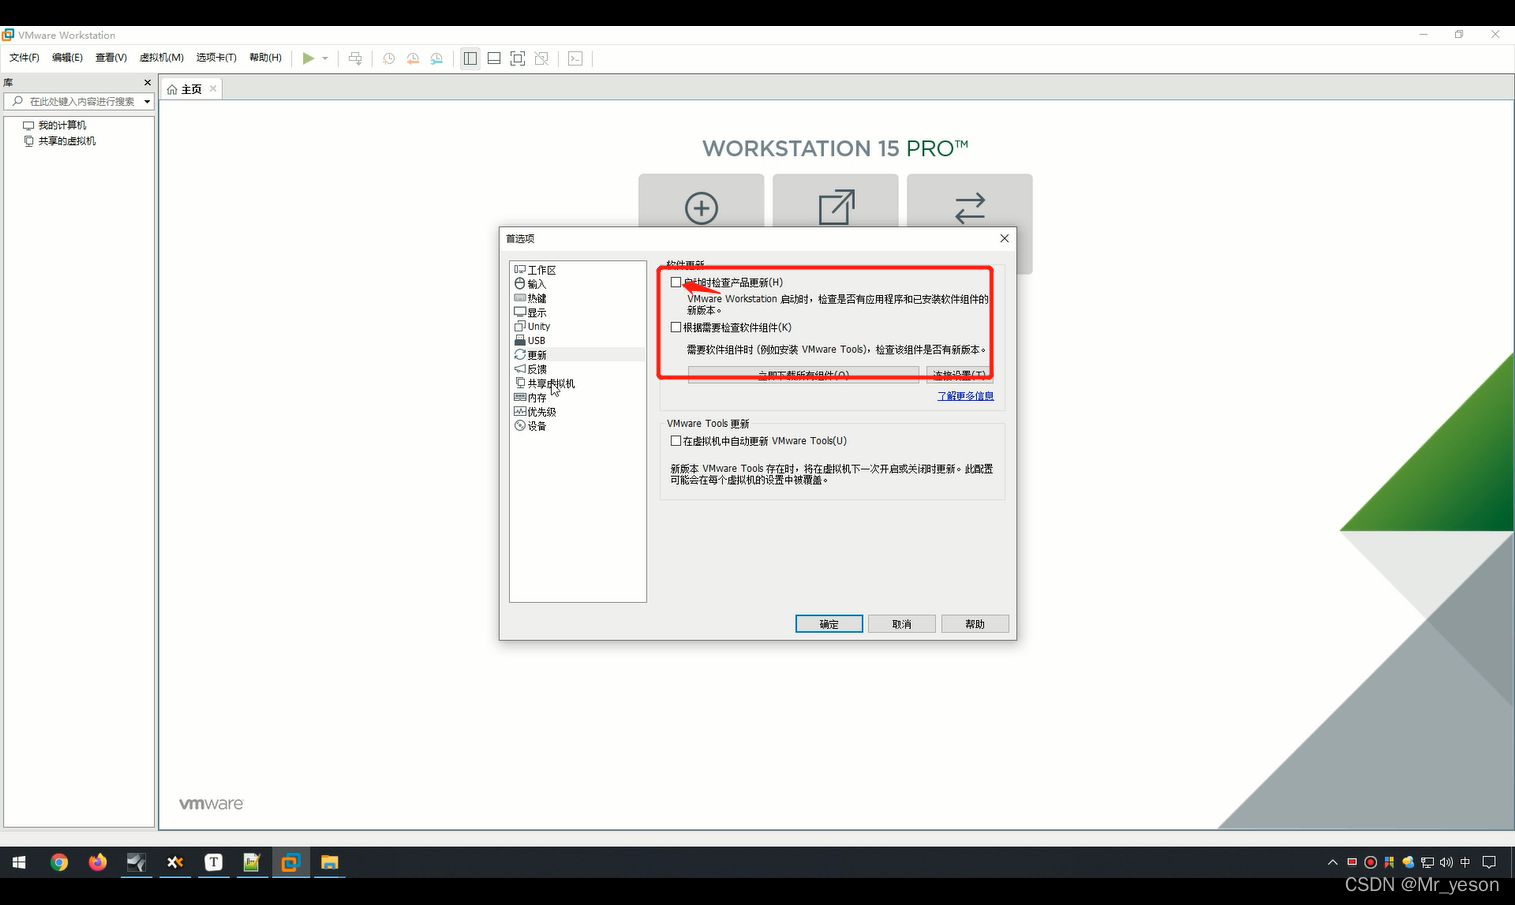 VMware Workstation
文件(F) 编辑(E) 查看(V) 虚拟机(M) 选项卡(T) 帮助(H)
库
在此处键入内容进行搜索
我的计算机
共享的虚拟机
主页
WORKSTATION 15 PRO™
首选项
工作区
输入
热键
显示
Unity
USB
更新
反馈
共享虚拟机
内存
优先级
设备
软件更新
启动时检查产品更新(H)
VMware Workstation 启动时，检查是否有应用程序和已安装软件组件的
新版本。
根据需要检查软件组件(K)
需要软件组件时 (例如安装 VMware Tools)，检查该组件是否有新版本。
立即下载所有组件(O) 连接设置(T)
了解更多信息
VMware Tools 更新
在虚拟机中自动更新 VMware Tools(U)
新版本 VMware Tools 存在时，将在虚拟机下一次开启或关闭时更新。此配置
可能会在每个虚拟机的设置中被覆盖。
确定 取消 帮助
vmware
T
中
CSDN @Mr_yeson